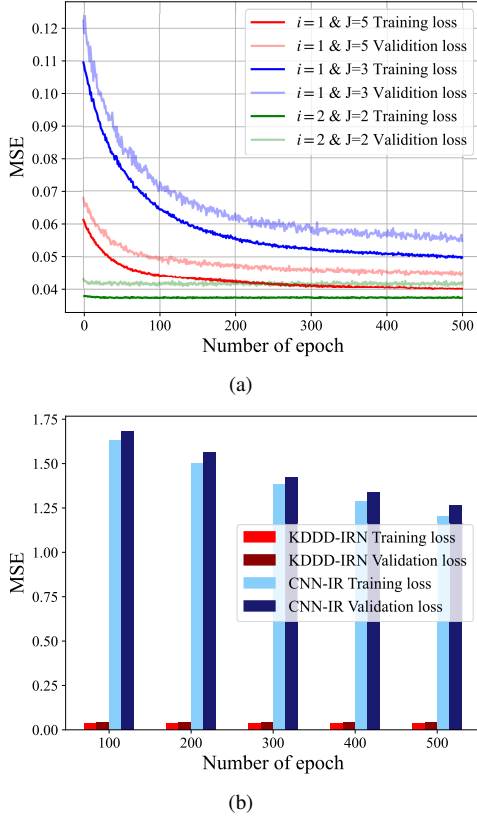 0.12
0.11
0.10
0.09
0.08
0.07
0.06
0.05
0.04
MSE
i = 1 & J=5 Training loss
i = 1 & J=5 Validition loss
i = 1 & J=3 Training loss
i = 1 & J=3 Validition loss
i = 2 & J=2 Training loss
i = 2 & J=2 Validition loss
0 100 200 300 400 500
Number of epoch
(a)
1.75
1.50
1.25
1.00
0.75
0.50
0.25
0.00
MSE
KDDD-IRN Training loss
KDDD-IRN Validation loss
CNN-IR Training loss
CNN-IR Validation loss
100 200 300 400 500
Number of epoch
(b)